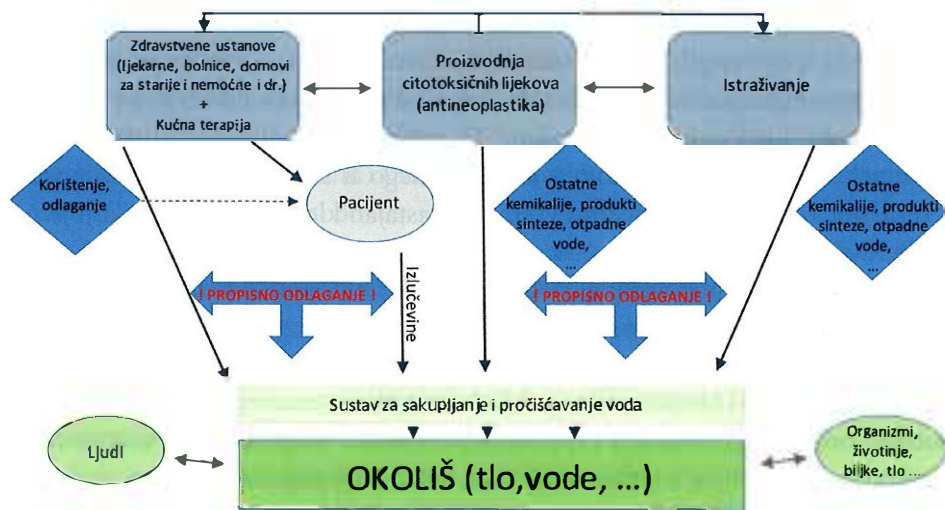 Zdravstvene ustanove
(ljekarne, bolnice, domovi
za starije i nemoćne i dr.)
+
Kućna terapija
Proizvodnja
citotoksičnih lijekova
(antineoplastika)
Istraživanje
Korištenje,
odlaganje
Pacijent
Ostatne
kemikalije, produkti
sinteze, otpadne
vode,
...
Ostatne
kemikalije, produkti
sinteze, otpadne
vode,
...
! PROPISNO ODLAGANJE !
Izlučevine
! PROPISNO ODLAGANJE !
Sustav za sakupljanje i pročišćavanje voda
Ljudi
OKOLIŠ (tlo,vode, ...)
Organizmi,
životinje,
biljke, tlo ...